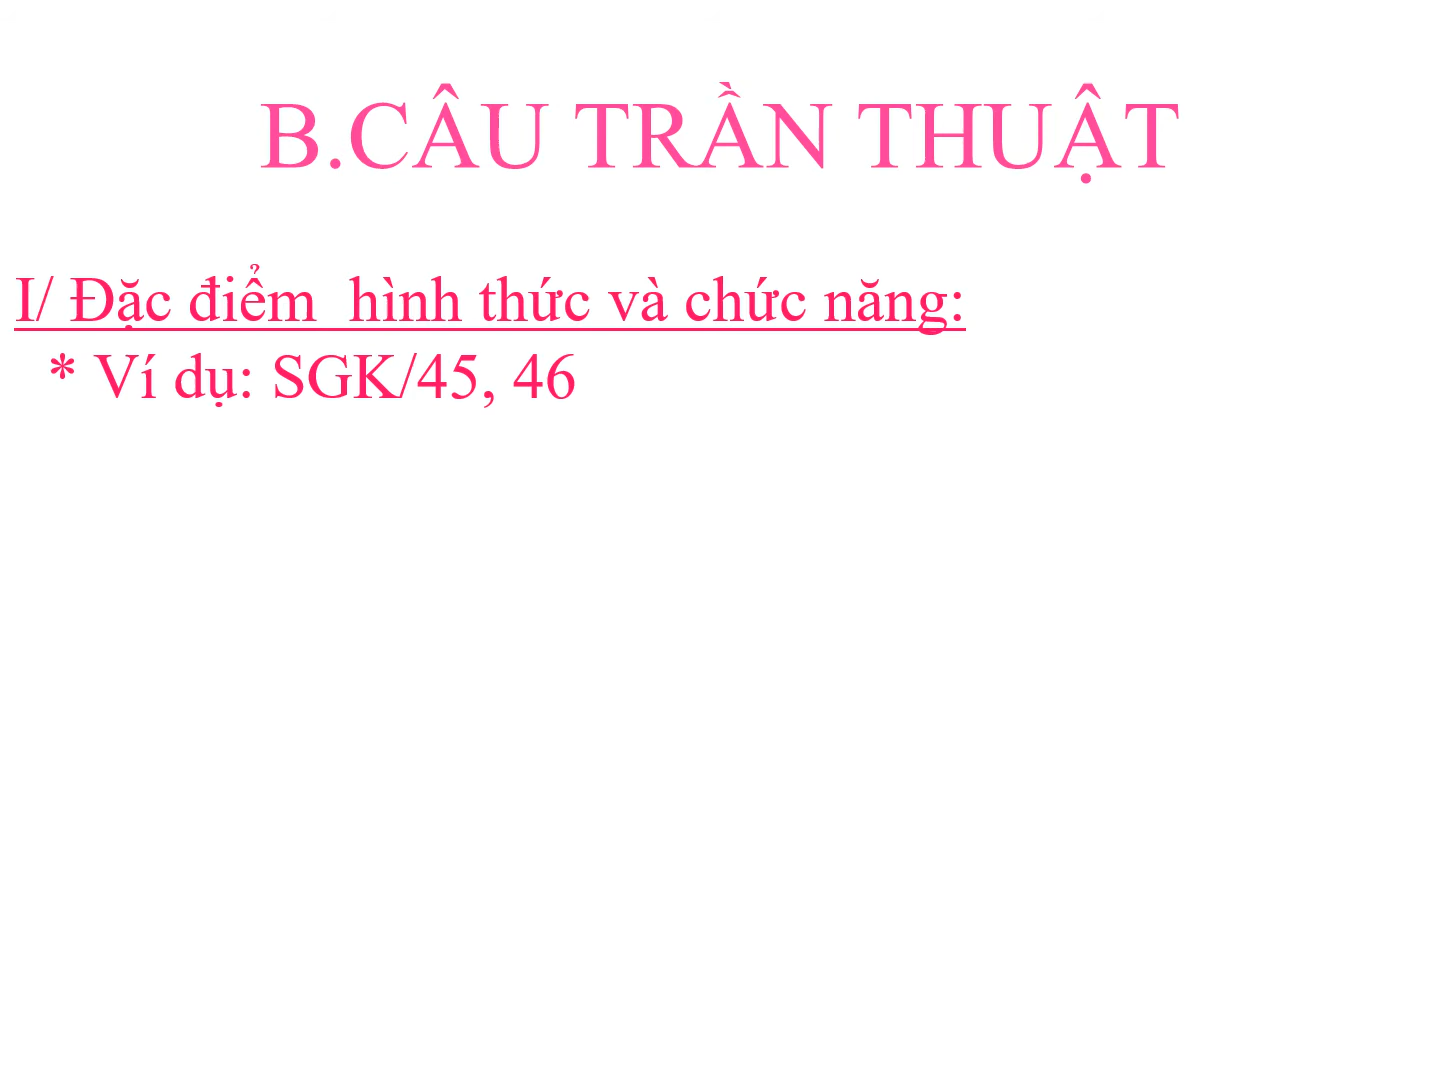 B.CÂU TRẦN THUẬT
I/ Đặc điểm  hình thức và chức năng:
* Ví dụ: SGK/45, 46